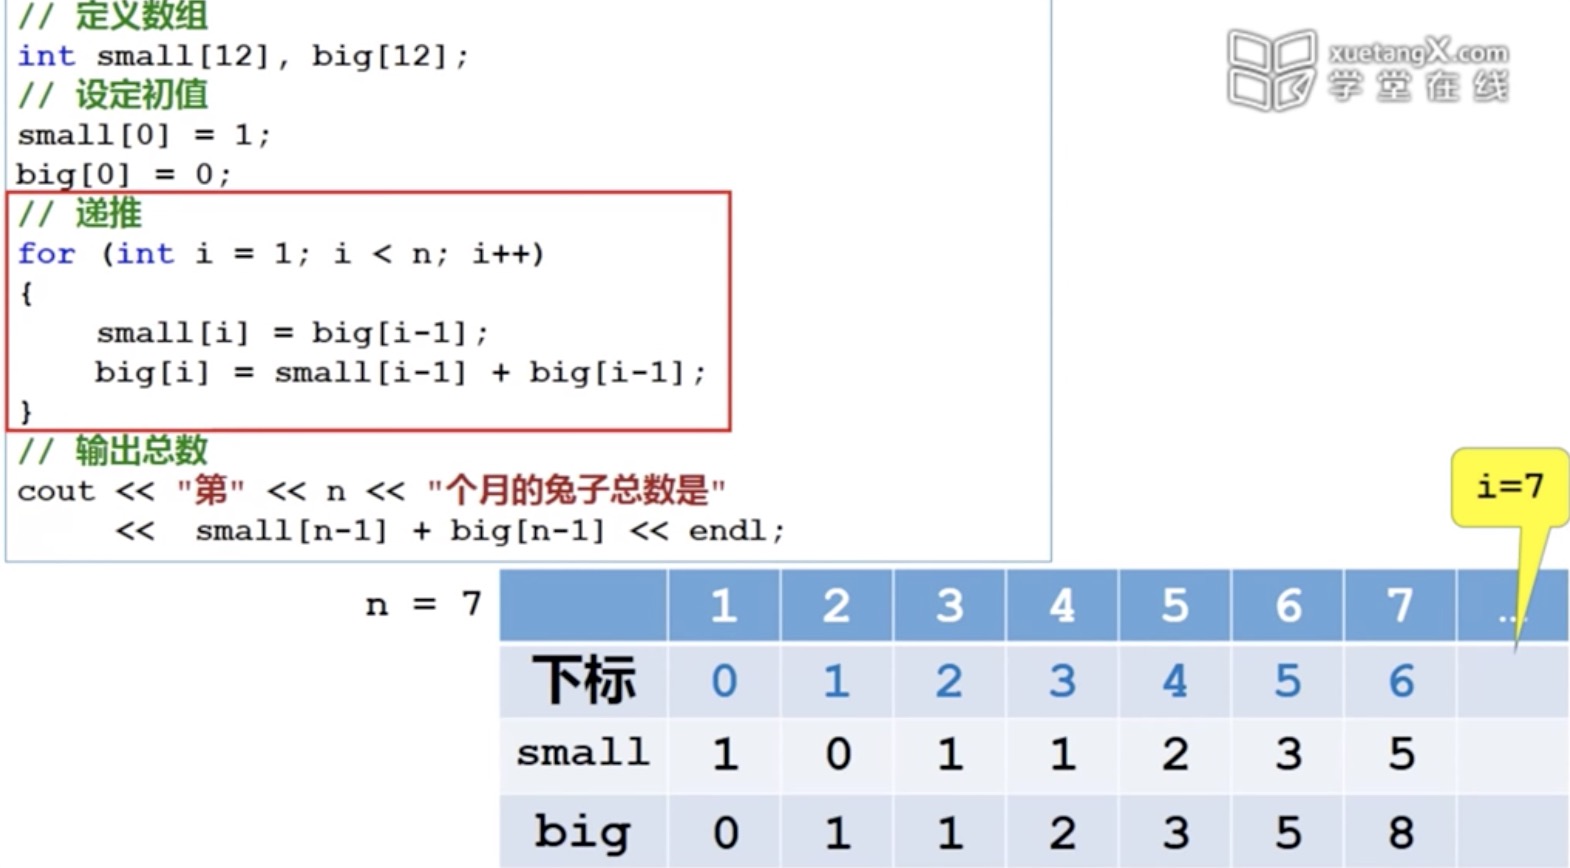 // 定义数组
int small[12], big[12];
// 设定初值
small[0] = 1;
big[0] = 0;
// 递推
for (int i = 1; i < n; i++)
{
    small[i] = big[i-1];
    big[i] = small[i-1] + big[i-1];
}
// 输出总数
cout << "第" << n << "个月的兔子总数是"
     <<  small[n-1] + big[n-1] << endl;
xuetangX.com
学堂在线
i=7
n = 7
1 2 3 4 5 6 7 ...
下标 0 1 2 3 4 5 6
small 1 0 1 1 2 3 5
big 0 1 1 2 3 5 8